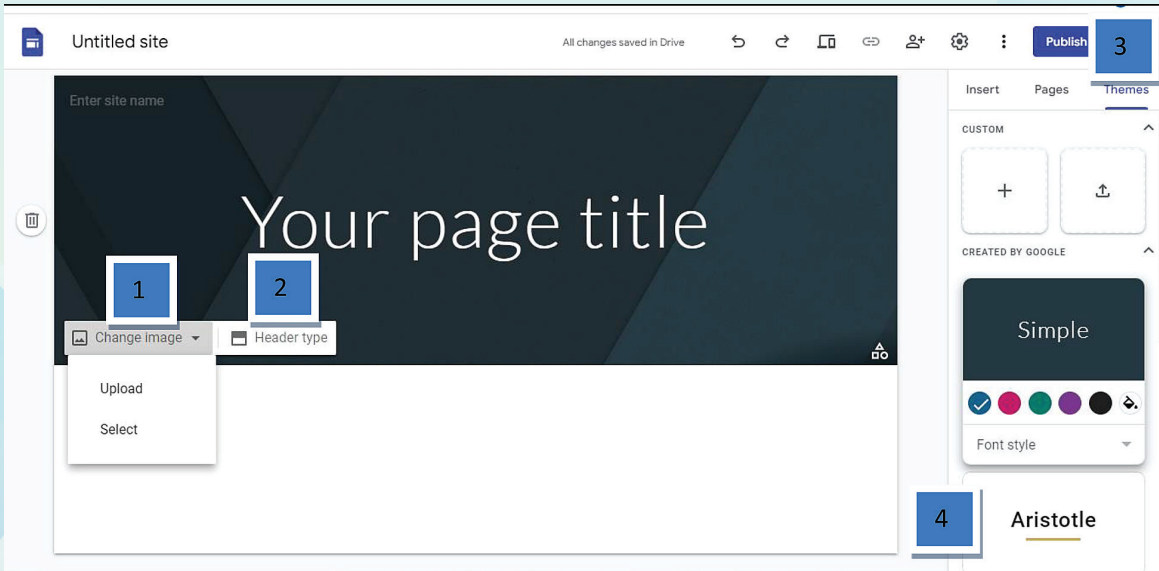 Untitled site
All changes saved in Drive
Publish
3
Insert Pages Themes
Enter site name
CUSTOM
Your page title
CREATED BY GOOGLE
1
2
Simple
Change image
Header type
Upload
Select
Font style
4
Aristotle